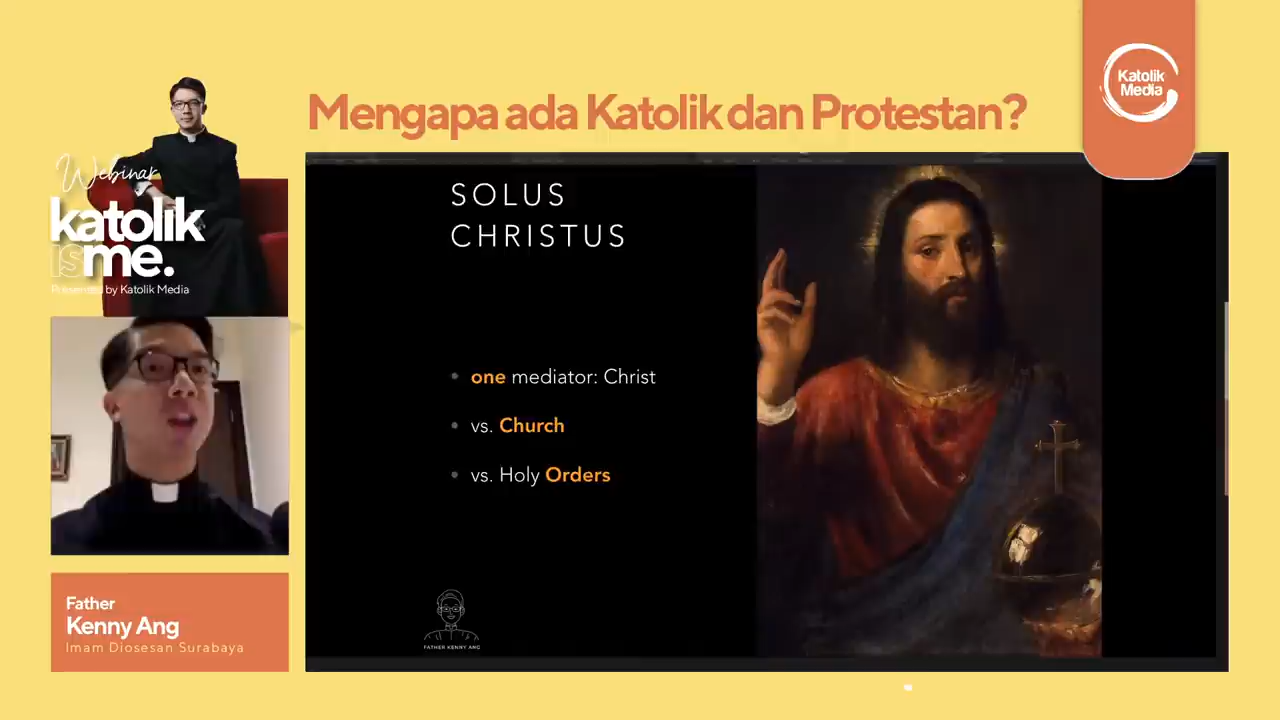 Mengapa ada Katolik dan Protestan?
Katolik
Media
Webinar
katolik
is me.
Presented by Katolik Media
SOLUS
CHRISTUS
• one mediator: Christ
• vs. Church
• vs. Holy Orders
FATHER KENNY ANG
Father
Kenny Ang
Imam Diosesan Surabaya